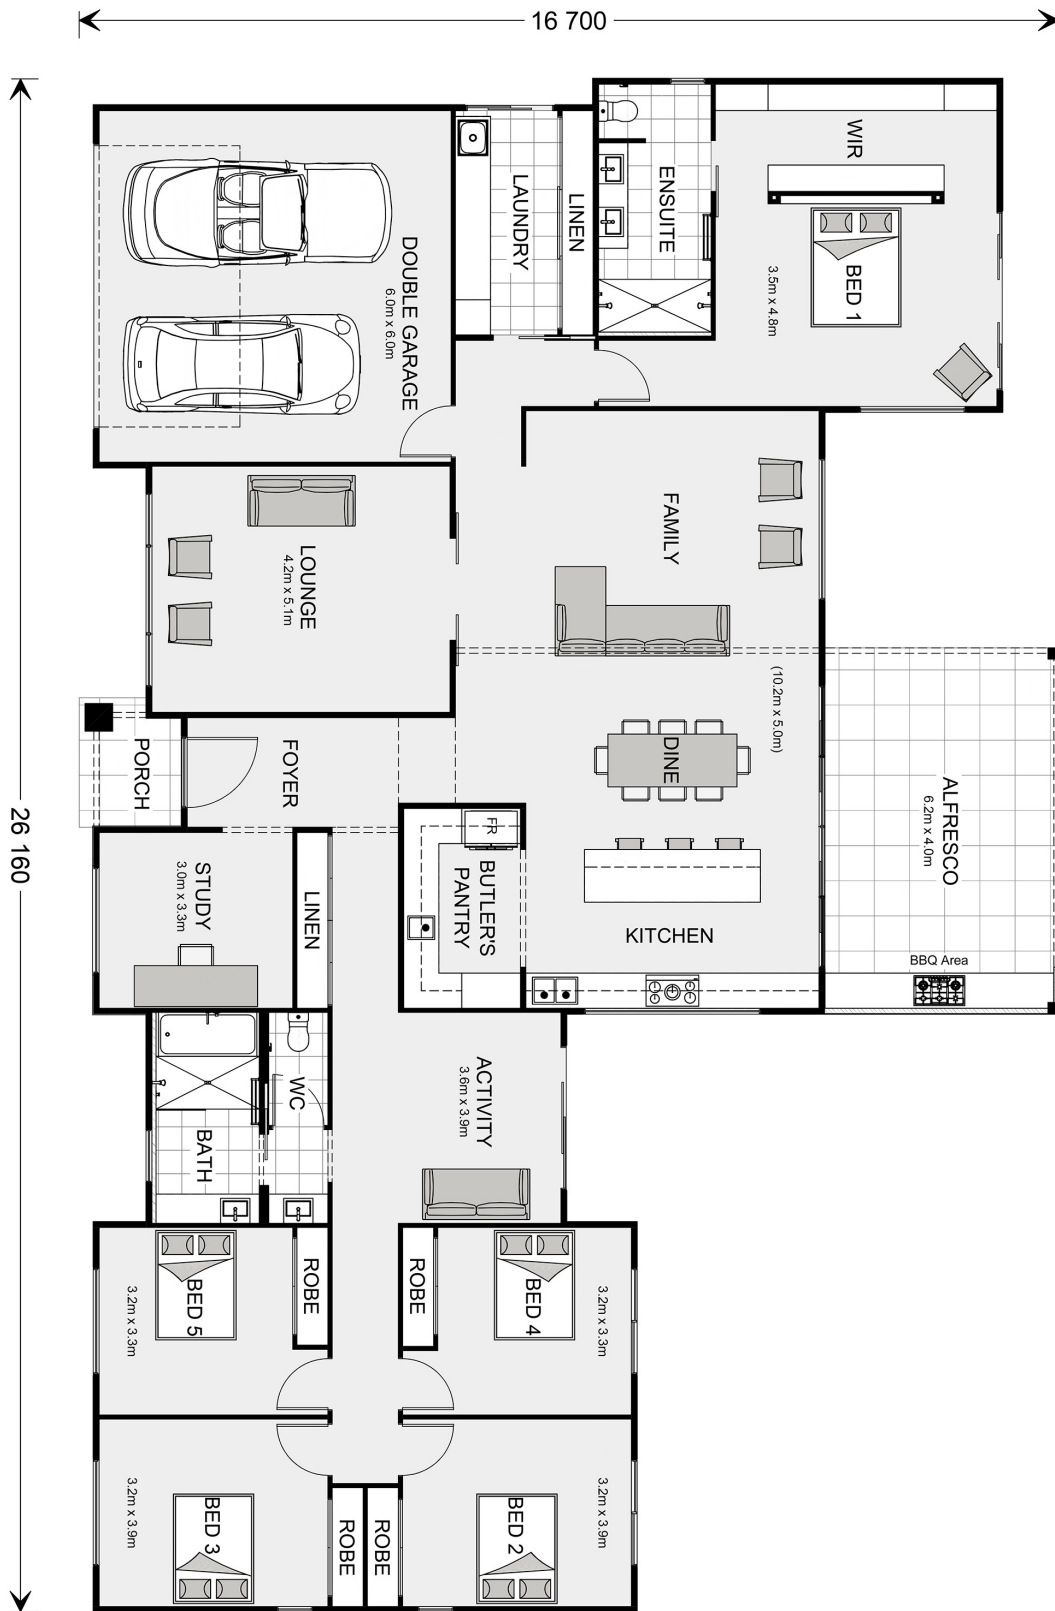 16 700
26 160
WIR
ENSUITE
LINEN
LAUNDRY
BED 1
3.5m x 4.8m
DOUBLE GARAGE
6.0m x 6.0m
FAMILY
LOUNGE
4.2m x 5.1m
(10.2m x 5.0m)
PORCH
FOYER
DINE
ALFRESCO
6.2m x 4.0m
FR
BUTLER'S
PANTRY
STUDY
3.0m x 3.3m
LINEN
KITCHEN
BBQ Area
WC
ACTIVITY
3.6m x 3.9m
BATH
BED 5
3.2m x 3.3m
ROBE
ROBE
BED 4
3.2m x 3.3m
BED 3
3.2m x 3.9m
ROBE
ROBE
BED 2
3.2m x 3.9m